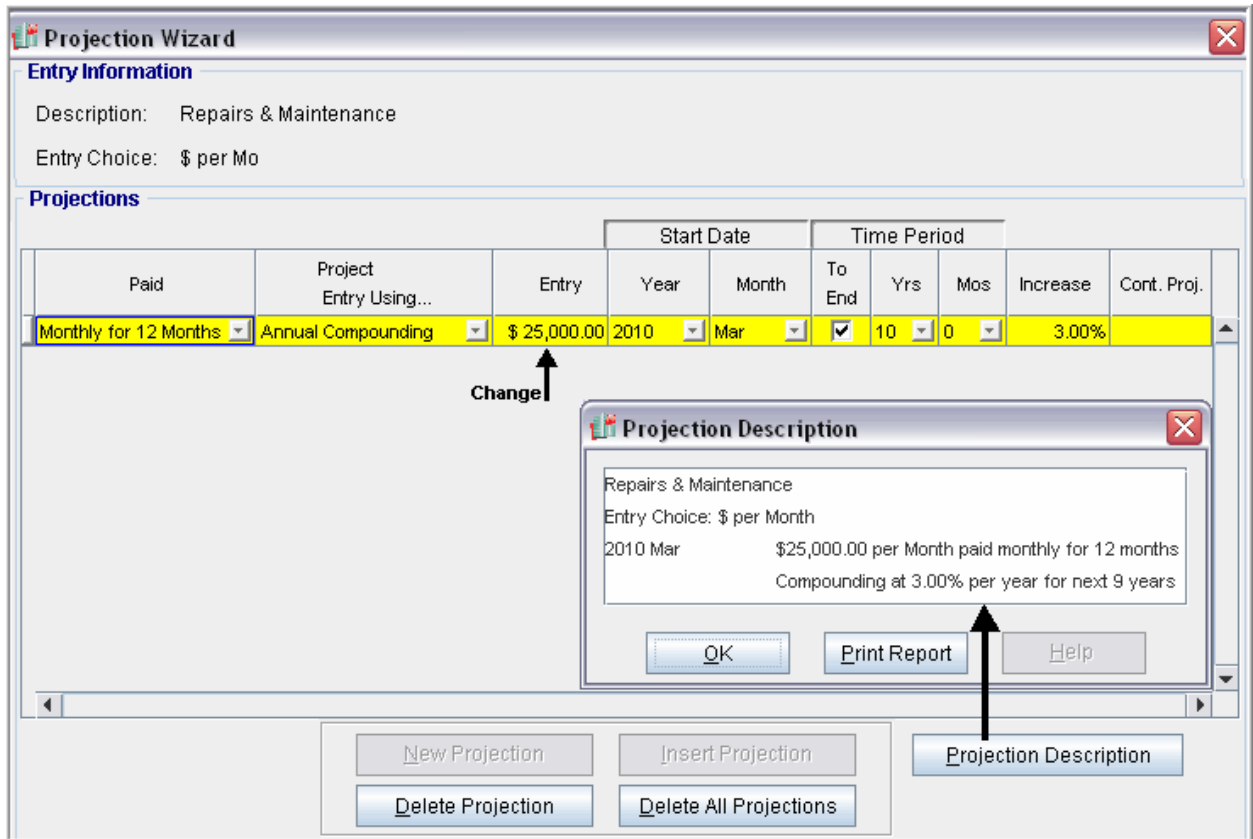 Projection Wizard
Entry Information
Description: Repairs & Maintenance
Entry Choice: $ per Mo
Projections
Start Date Time Period
Paid Project Entry Using... Entry Year Month To End Yrs Mos Increase Cont. Proj.
Monthly for 12 Months Annual Compounding $ 25,000.00 2010 Mar 10 0 3.00%
Change
Projection Description
Repairs & Maintenance
Entry Choice: $ per Month
2010 Mar $25,000.00 per Month paid monthly for 12 months
Compounding at 3.00% per year for next 9 years
OK Print Report Help
New Projection Insert Projection Projection Description
Delete Projection Delete All Projections